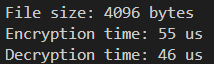 File size: 4096 bytes
Encryption time: 55 us
Decryption time: 46 us